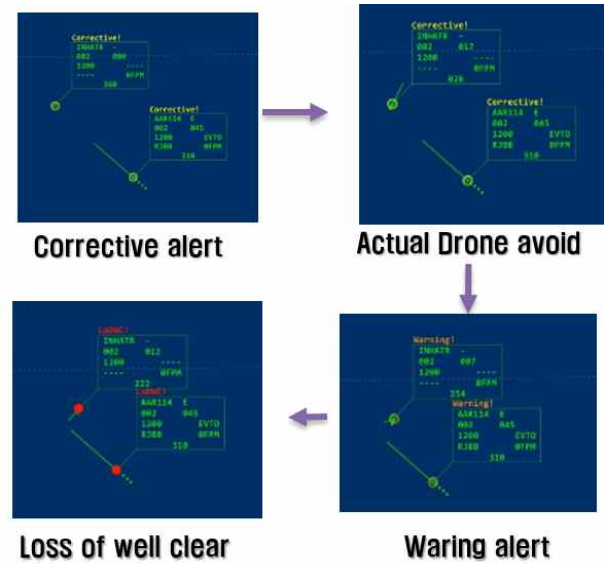 Corrective!
INHATR -
002 000
1200 ----
---- 0FPM
360
Corrective!
AAR114 E
002 045
1200 EVTO
RJBB 0FPM
310
Corrective alert
Corrective!
INHATR -
002 017
1200 ----
---- 0FPM
028
Corrective!
AAR114 E
002 045
1200 EVTO
RJBB 0FPM
310
Actual Drone avoid
LoDWC!
INHATR -
002 012
1200 ----
---- 0FPM
222
LoDWC!
AAR114 E
002 045
1200 EVTO
RJBB 0FPM
310
Loss of well clear
Warning!
INHATR -
002 007
1200 ----
---- 0FPM
234
Warning!
AAR114 E
002 045
1200 EVTO
RJBB 0FPM
310
Waring alert